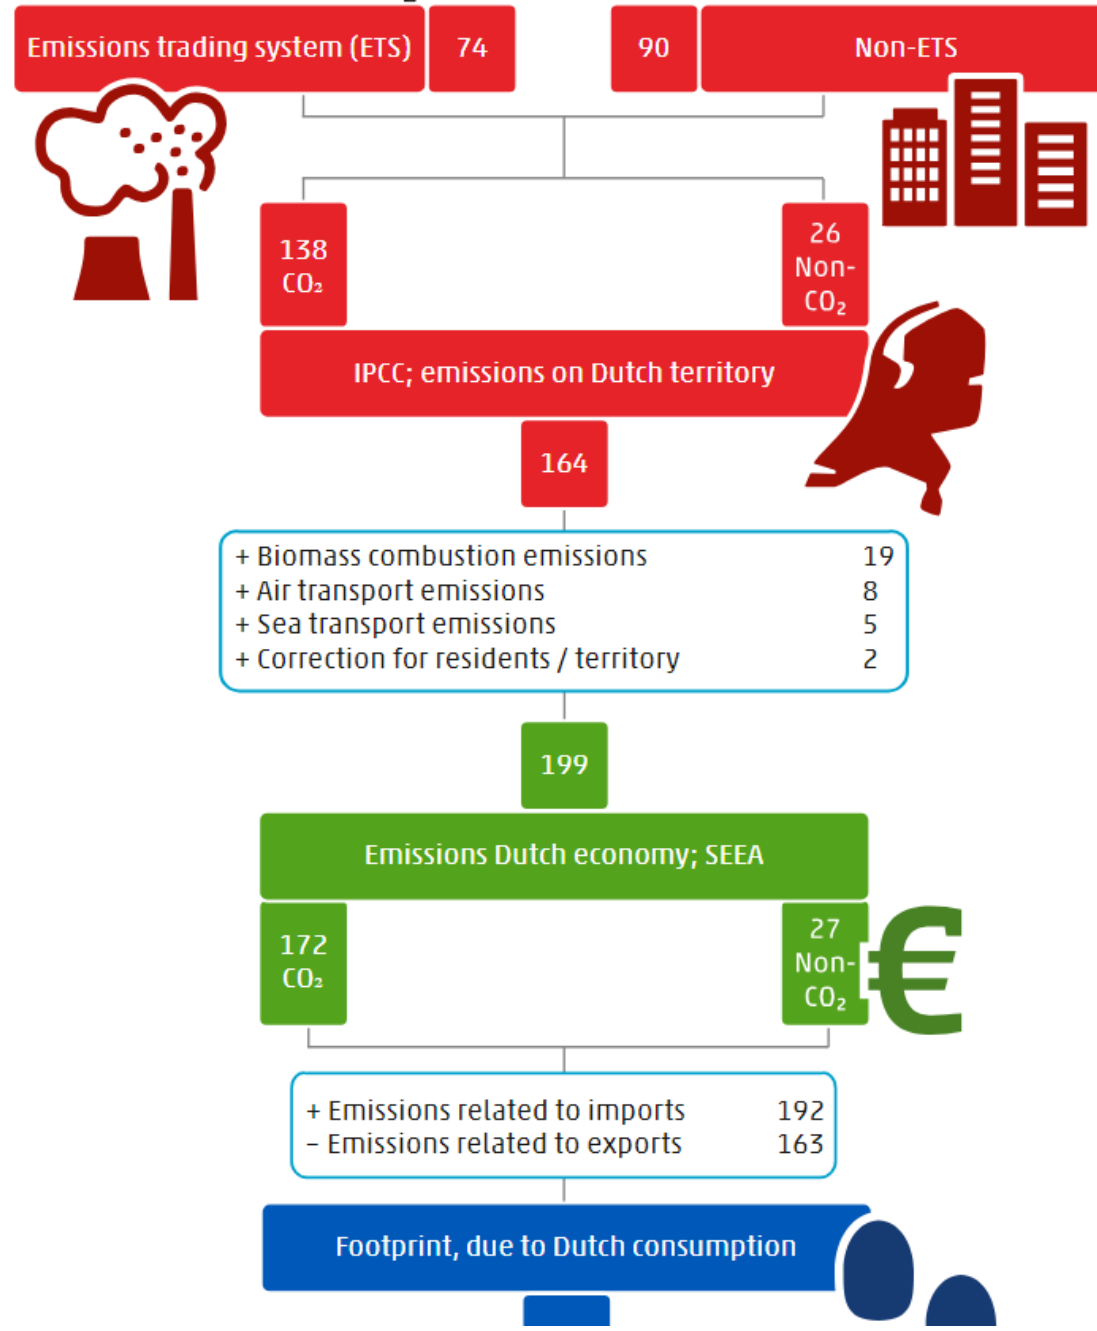 Emissions trading system (ETS) 74 90 Non-ETS
138
CO₂
26
Non-
CO₂
IPCC; emissions on Dutch territory
164
+ Biomass combustion emissions 19
+ Air transport emissions 8
+ Sea transport emissions 5
+ Correction for residents / territory 2
199
Emissions Dutch economy; SEEA
172
CO₂
27
Non-
CO₂
€
+ Emissions related to imports 192
– Emissions related to exports 163
Footprint, due to Dutch consumption